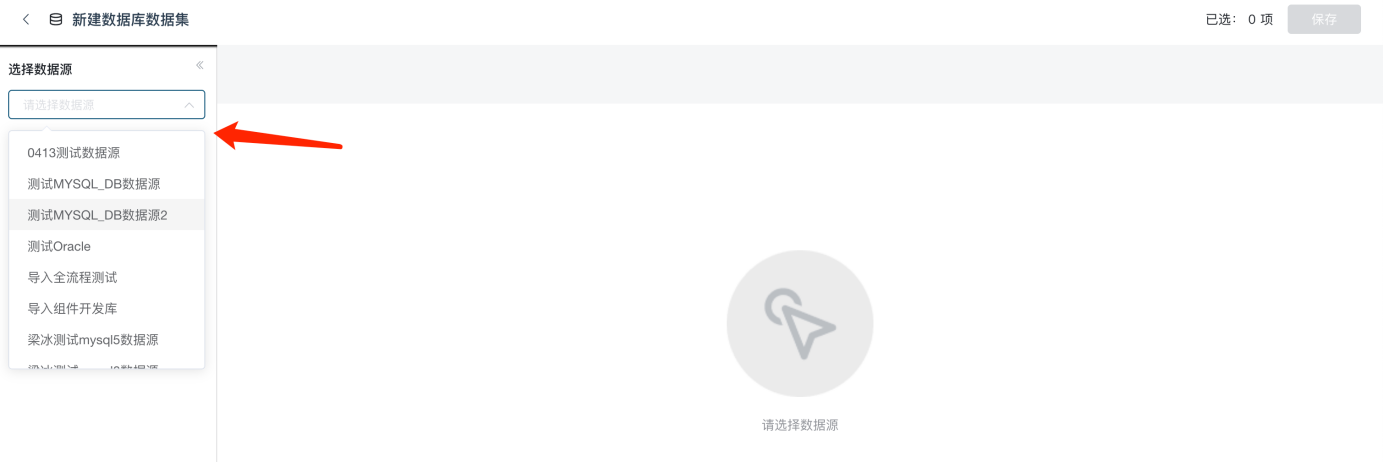 新建数据库数据集
已选： 0 项
保存
选择数据源
请选择数据源
0413测试数据源
测试MYSQL_DB数据源
测试MYSQL_DB数据源2
测试Oracle
导入全流程测试
导入组件开发库
梁冰测试mysql5数据源
请选择数据源